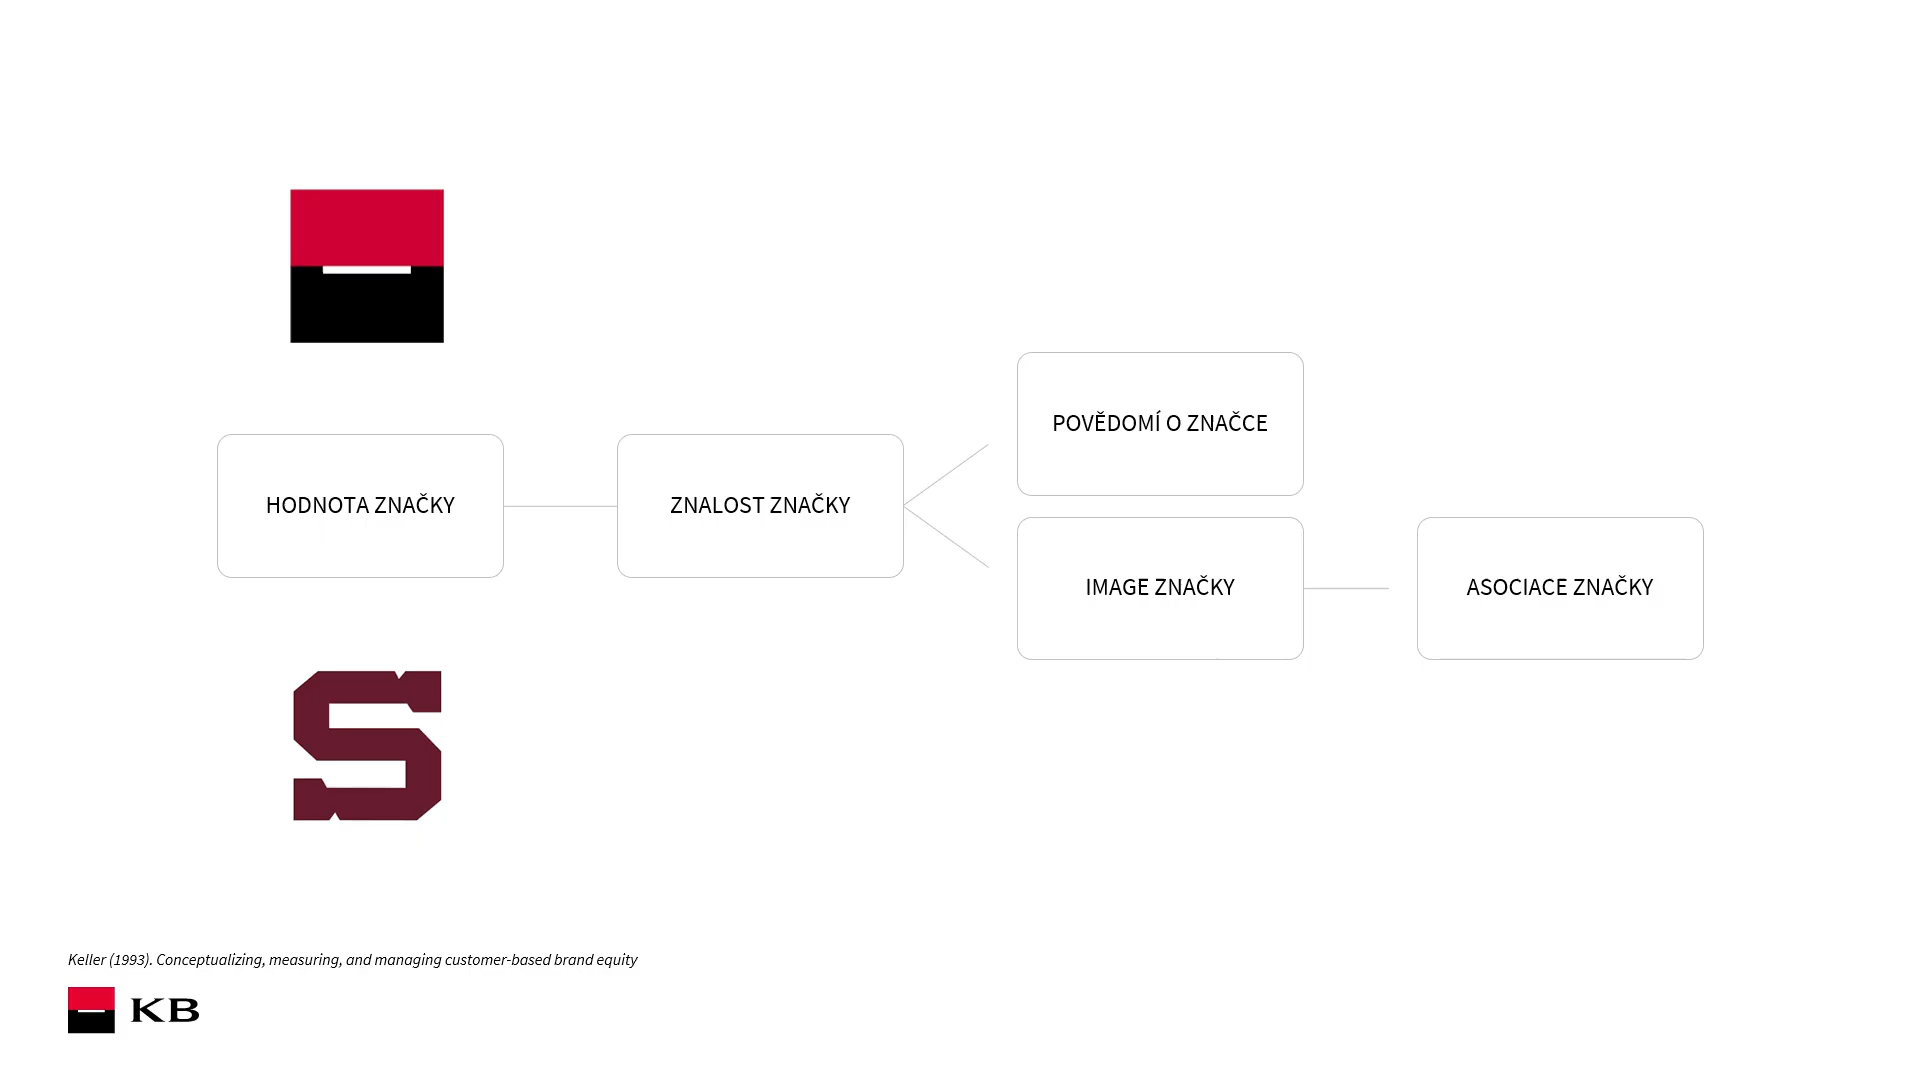 POVĚDOMÍ O ZNAČCE
HODNOTA ZNAČKY
ZNALOST ZNAČKY
IMAGE ZNAČKY
ASOCIACE ZNAČKY
S
Keller (1993). Conceptualizing, measuring, and managing customer-based brand equity
KB